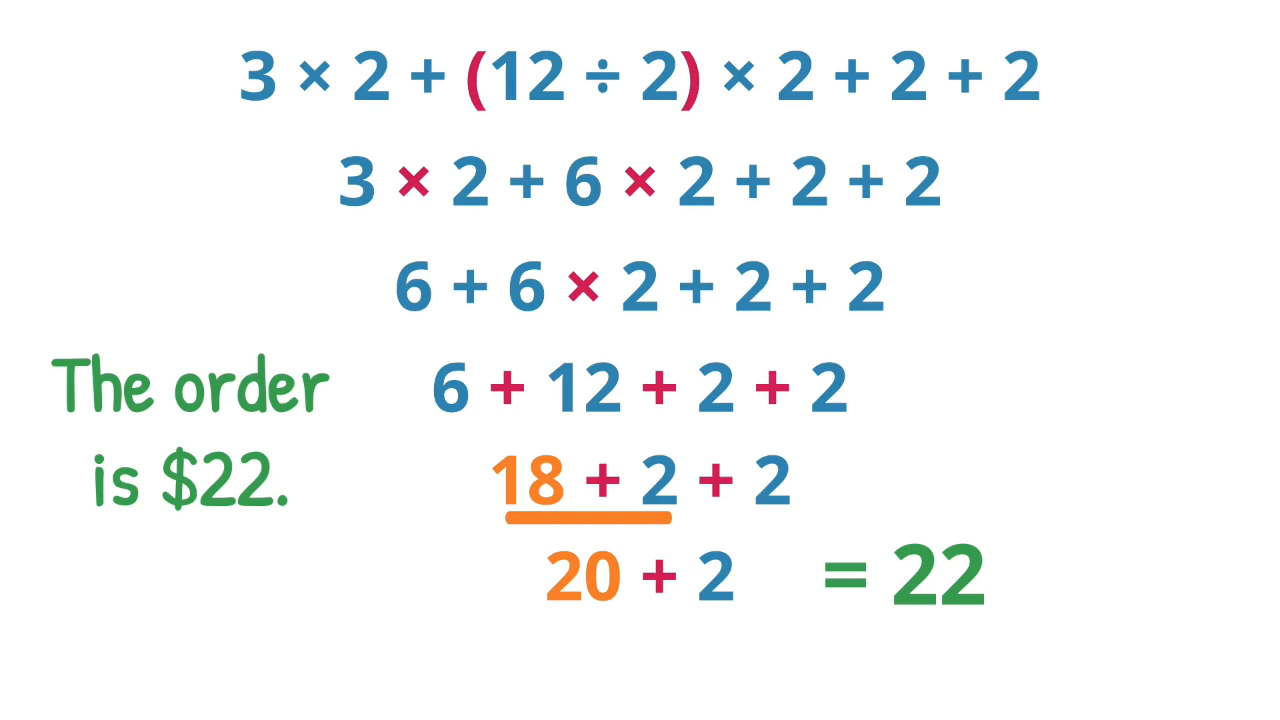 3 × 2 + (12 ÷ 2) × 2 + 2 + 2
3 × 2 + 6 × 2 + 2 + 2
6 + 6 × 2 + 2 + 2
The order
is $22.
6 + 12 + 2 + 2
18 + 2 + 2
20 + 2 = 22